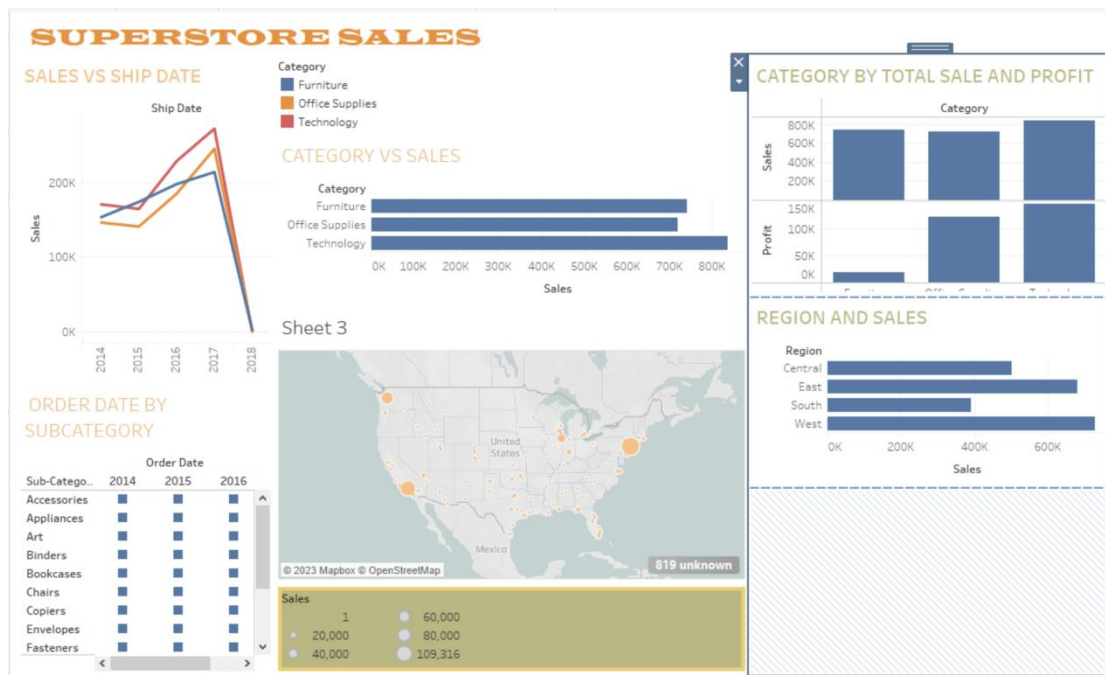 SUPERSTORE SALES
SALES VS SHIP DATE
Ship Date
Sales
200K
100K
0K
2014
2015
2016
2017
2018
ORDER DATE BY
SUBCATEGORY
Order Date
Sub-Catego.. 2014 2015 2016
Accessories
Appliances
Art
Binders
Bookcases
Chairs
Copiers
Envelopes
Fasteners
Category
Furniture
Office Supplies
Technology
CATEGORY VS SALES
Category
Furniture
Office Supplies
Technology
0K 100K 200K 300K 400K 500K 600K 700K 800K
Sales
Sheet 3
United
States
Mexico
© 2023 Mapbox © OpenStreetMap
819 unknown
Sales
1 60,000
20,000 80,000
40,000 109,316
CATEGORY BY TOTAL SALE AND PROFIT
Category
Sales
800K
600K
400K
200K
Profit
150K
100K
50K
0K
REGION AND SALES
Region
Central
East
South
West
0K 200K 400K 600K
Sales